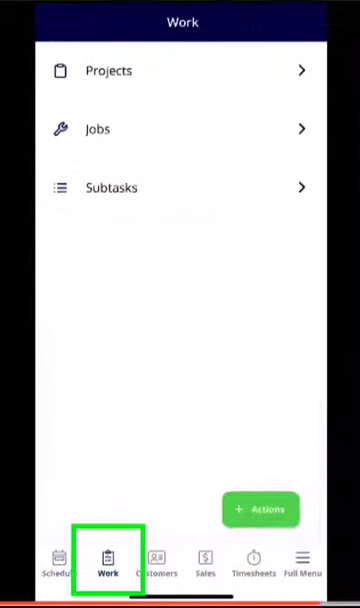 Work
Projects
Jobs
Subtasks
+ Actions
Schedule Work Customers Sales Timesheets Full Menu